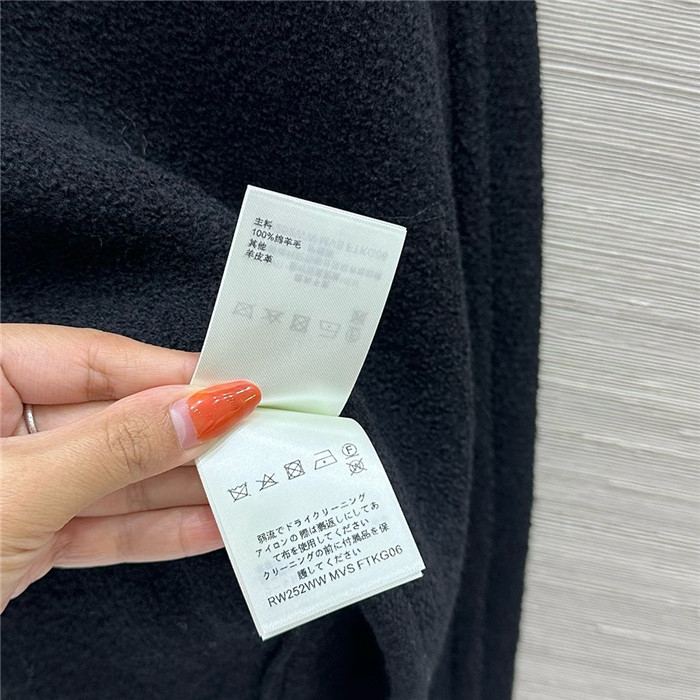 主料
100%绵羊毛
其他
羊皮革
弱流でドライクリーニング
アイロンの際は裏返しにしてあ
て布を使用してください
クリーニングの前に付属品を保
護してください
RW252WW MVS FTKG06